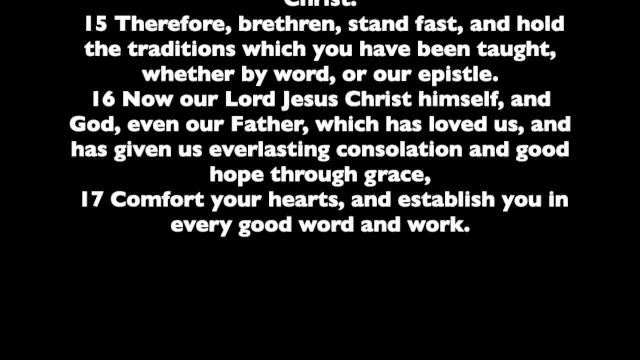 Christ.
15 Therefore, brethren, stand fast, and hold
the traditions which you have been taught,
whether by word, or our epistle.
16 Now our Lord Jesus Christ himself, and
God, even our Father, which has loved us, and
has given us everlasting consolation and good
hope through grace,
17 Comfort your hearts, and establish you in
every good word and work.